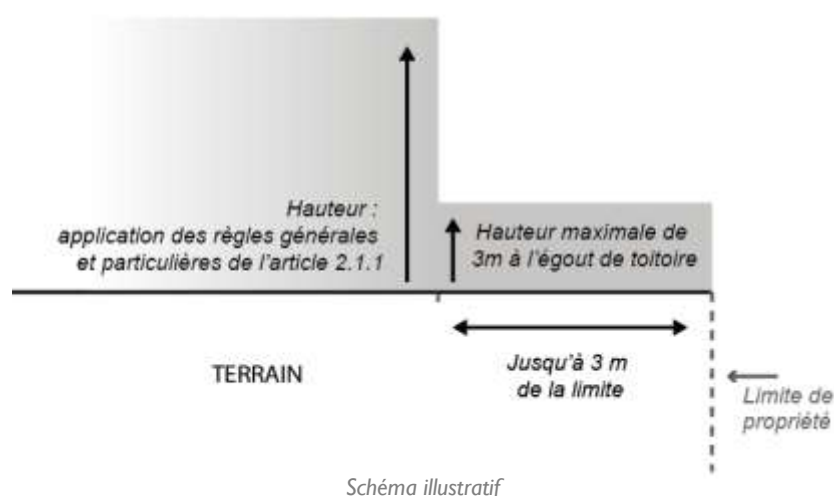 Hauteur :
application des règles générales
et particulières de l'article 2.1.1
Hauteur maximale de
3m à l'égout de toitoire
TERRAIN
Jusqu'à 3 m
de la limite
Limite de
propriété
Schéma illustratif